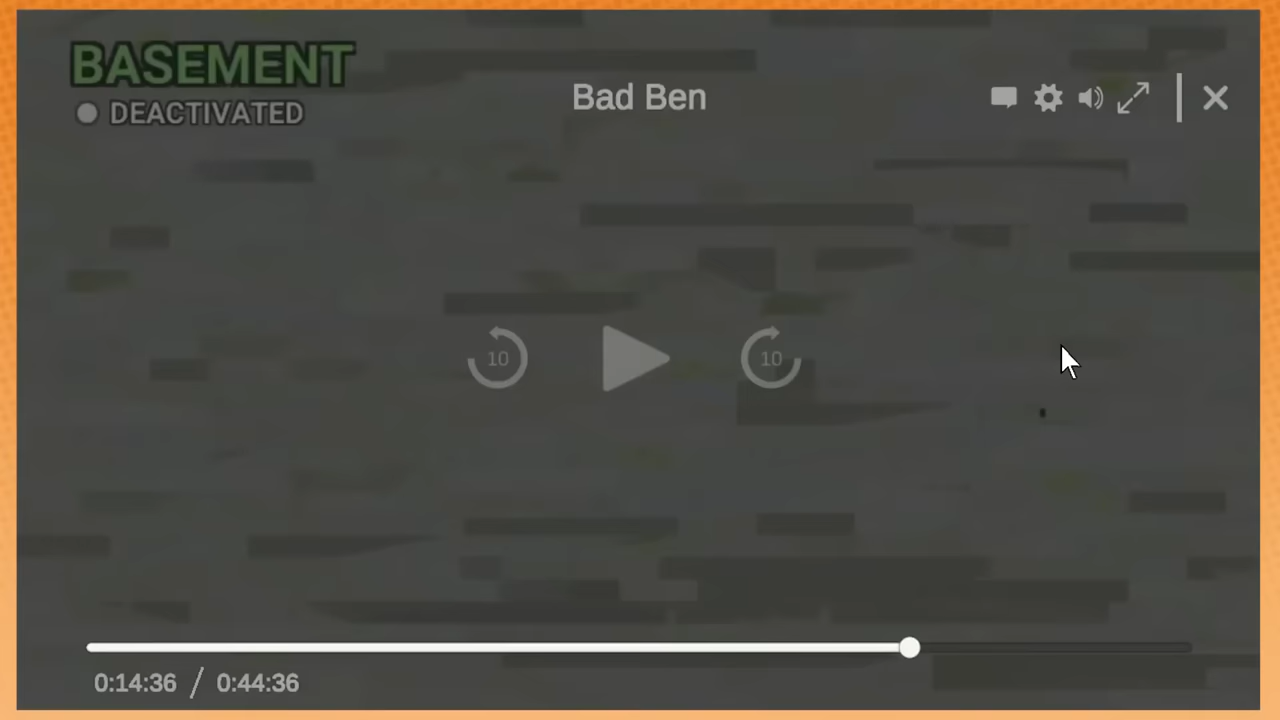 BASEMENT
DEACTIVATED
Bad Ben
10
10
0:14:36 / 0:44:36